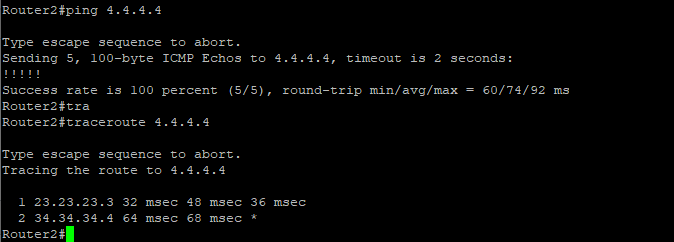 Router2#ping 4.4.4.4
Type escape sequence to abort.
Sending 5, 100-byte ICMP Echos to 4.4.4.4, timeout is 2 seconds:
!!!!!
Success rate is 100 percent (5/5), round-trip min/avg/max = 60/74/92 ms
Router2#tra
Router2#traceroute 4.4.4.4
Type escape sequence to abort.
Tracing the route to 4.4.4.4
1 23.23.23.3 32 msec 48 msec 36 msec
2 34.34.34.4 64 msec 68 msec *
Router2#